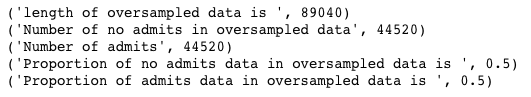 ('length of oversampled data is ', 89040)
('Number of no admits in oversampled data', 44520)
('Number of admits', 44520)
('Proportion of no admits data in oversampled data is ', 0.5)
('Proportion of admits data in oversampled data is ', 0.5)